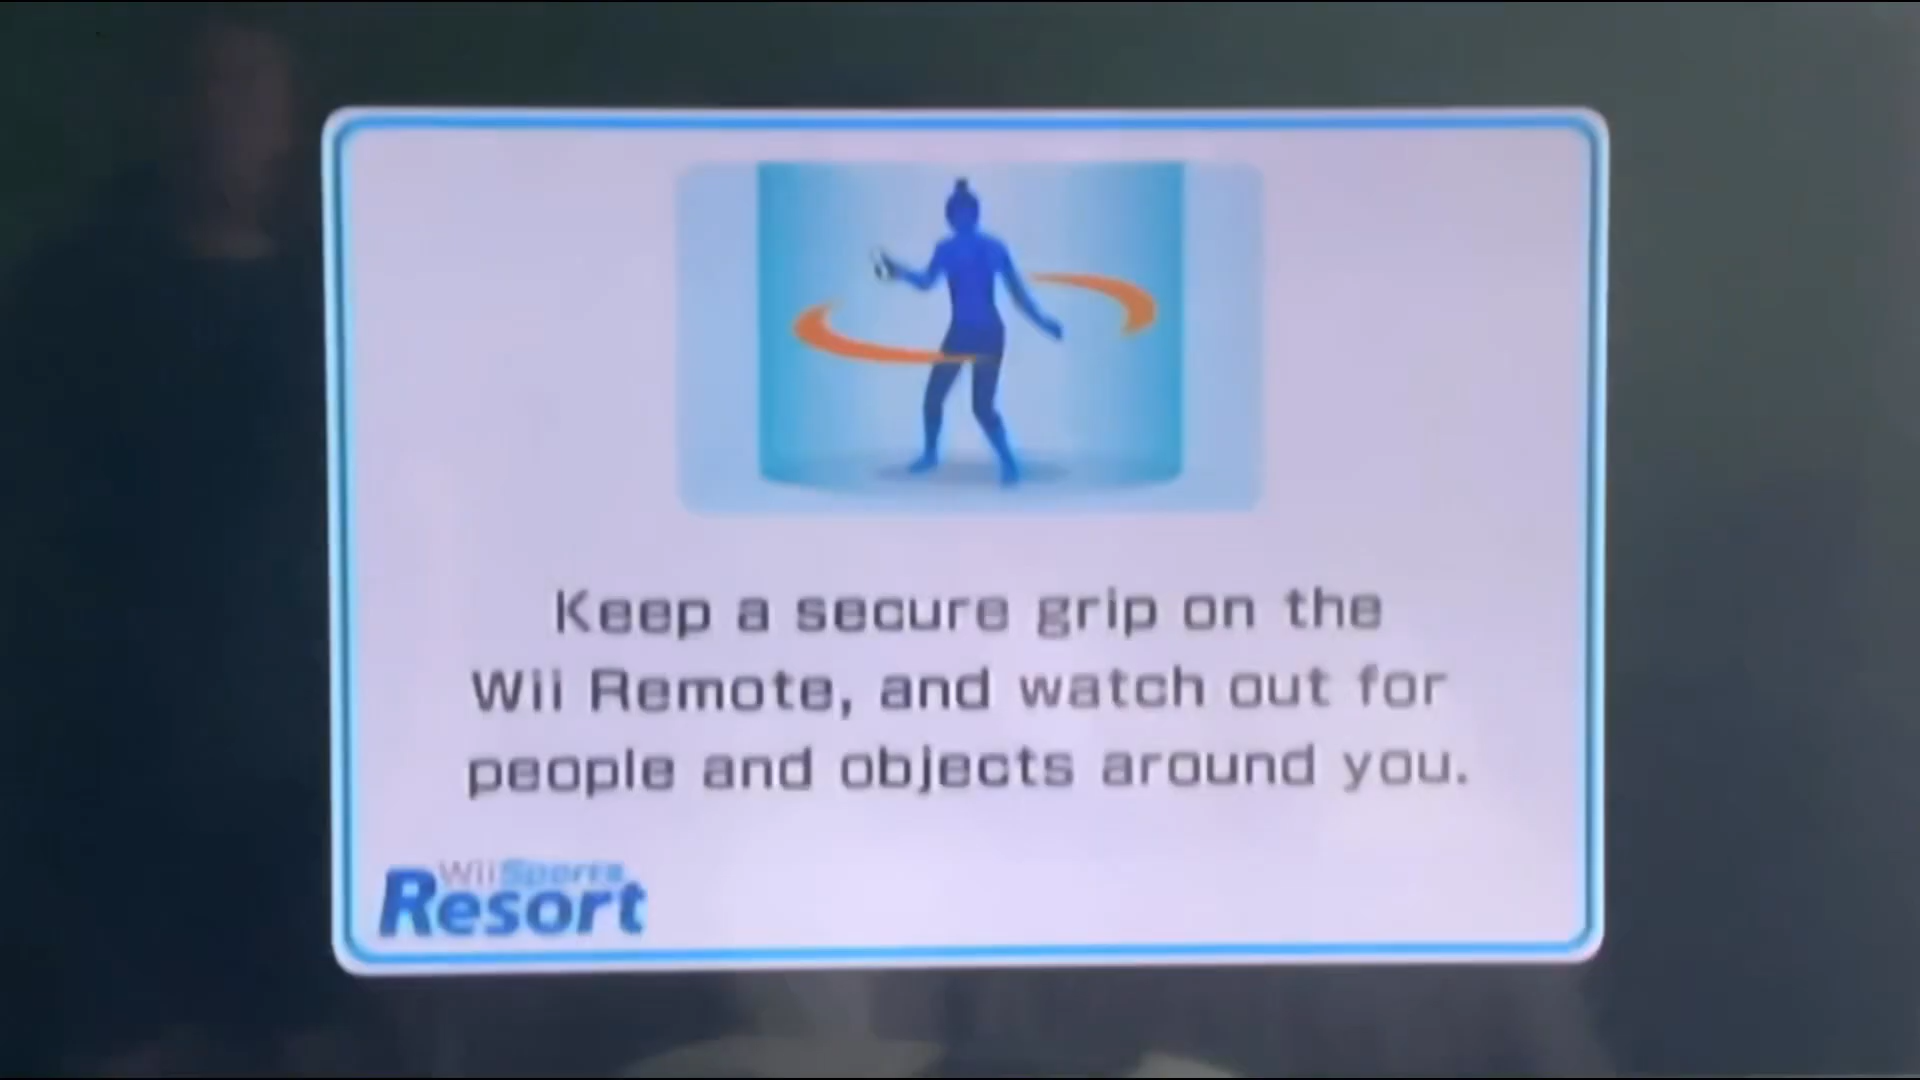 Keep a secure grip on the
Wii Remote, and watch out for
people and objects around you.
Wii Sports
Resort